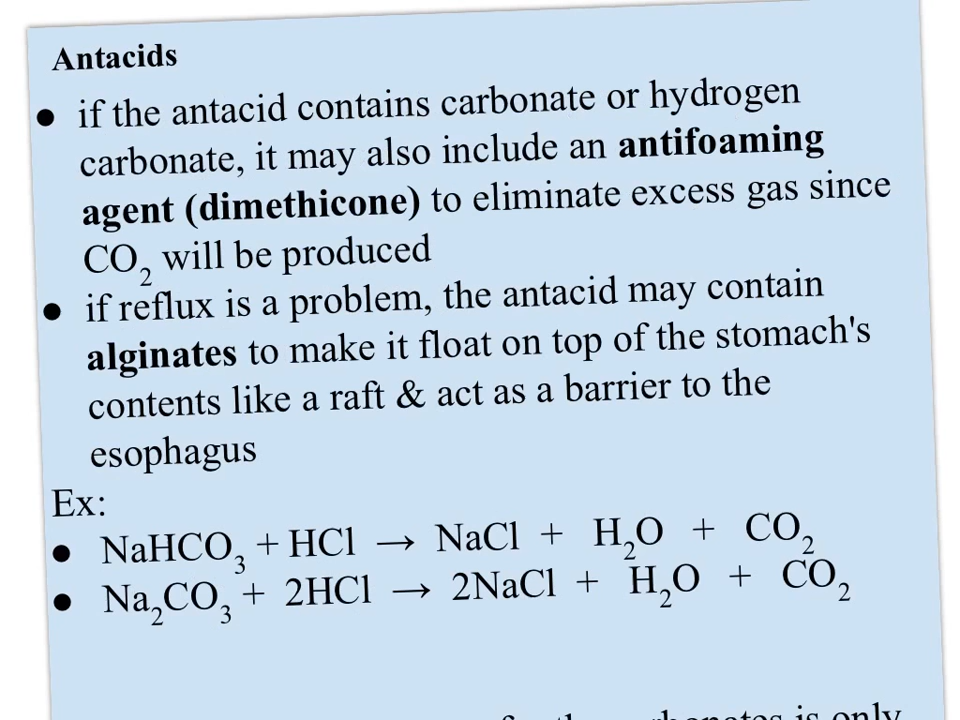 Antacids
● if the antacid contains carbonate or hydrogen
carbonate, it may also include an antifoaming
agent (dimethicone) to eliminate excess gas since
CO₂ will be produced
● if reflux is a problem, the antacid may contain
alginates to make it float on top of the stomach's
contents like a raft & act as a barrier to the
esophagus
Ex:
● NaHCO₃ + HCl → NaCl + H₂O + CO₂
● Na₂CO₃ + 2HCl → 2NaCl + H₂O + CO₂
is only